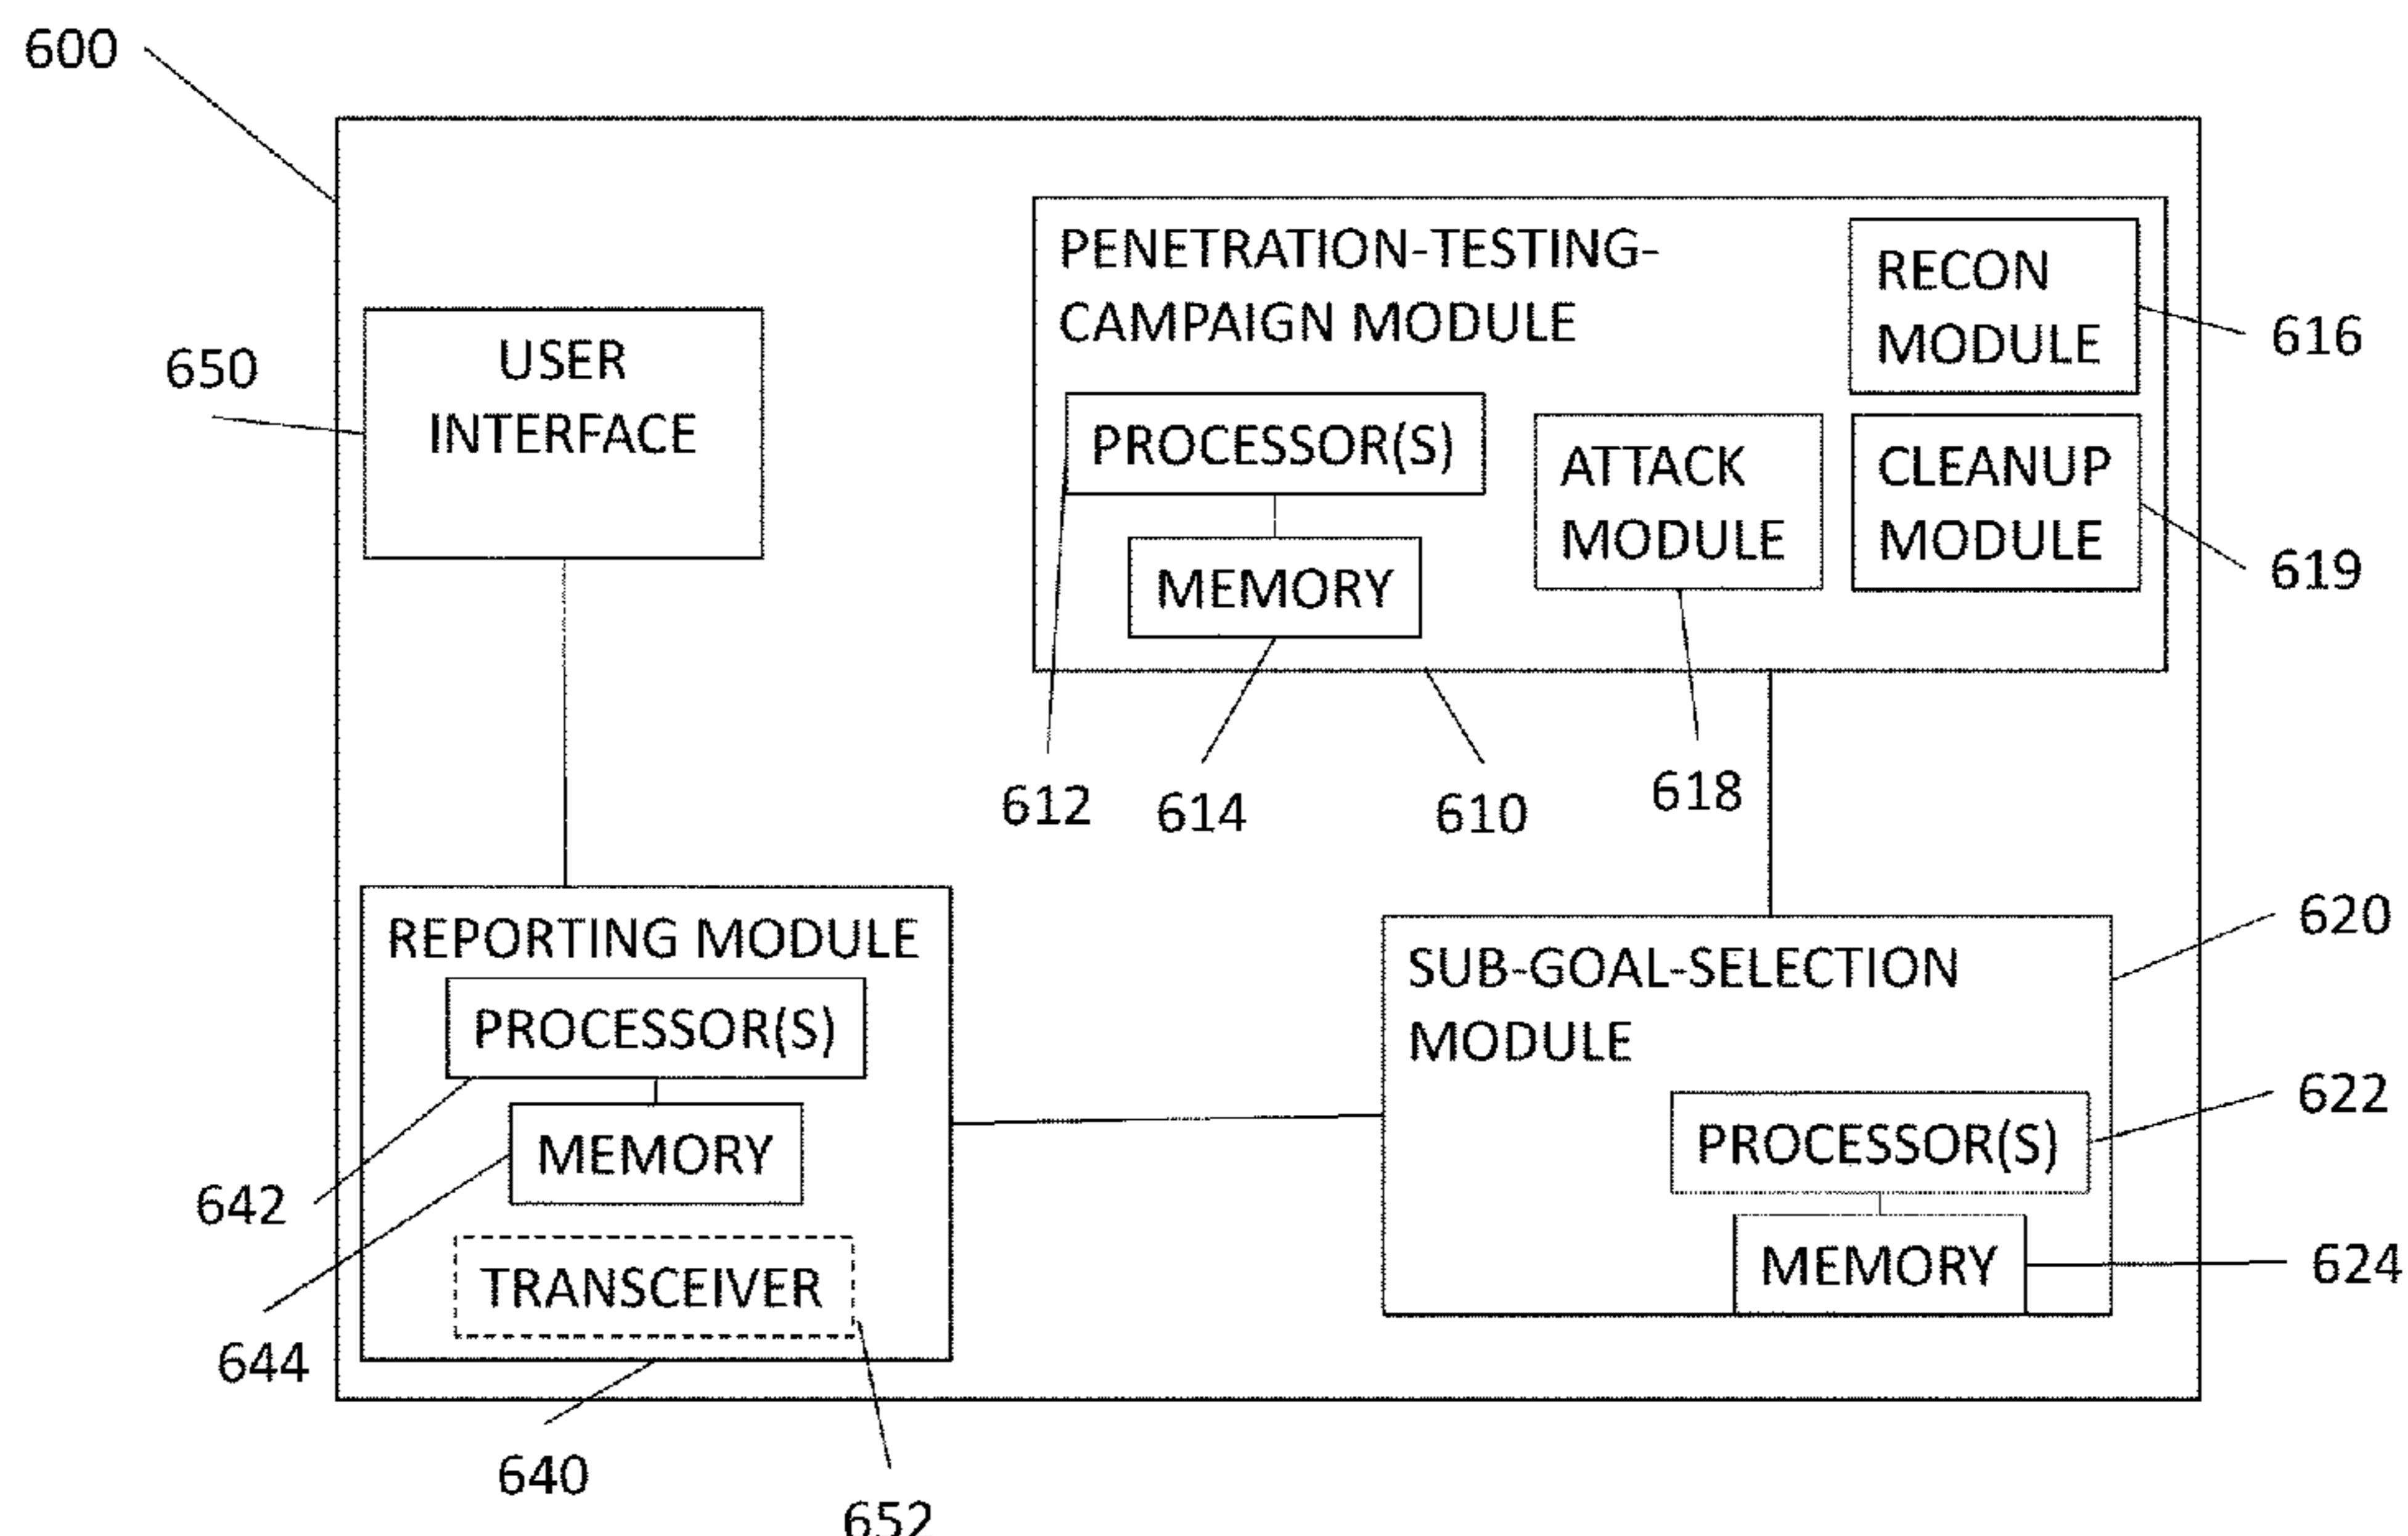 600
PENETRATION-TESTING-
CAMPAIGN MODULE
RECON
MODULE
616
650
USER
INTERFACE
PROCESSOR(S)
ATTACK
MODULE
CLEANUP
MODULE
619
MEMORY
612
614
610
618
REPORTING MODULE
620
SUB-GOAL-SELECTION
MODULE
PROCESSOR(S)
622
PROCESSOR(S)
MEMORY
642
624
MEMORY
TRANSCEIVER
644
640
652